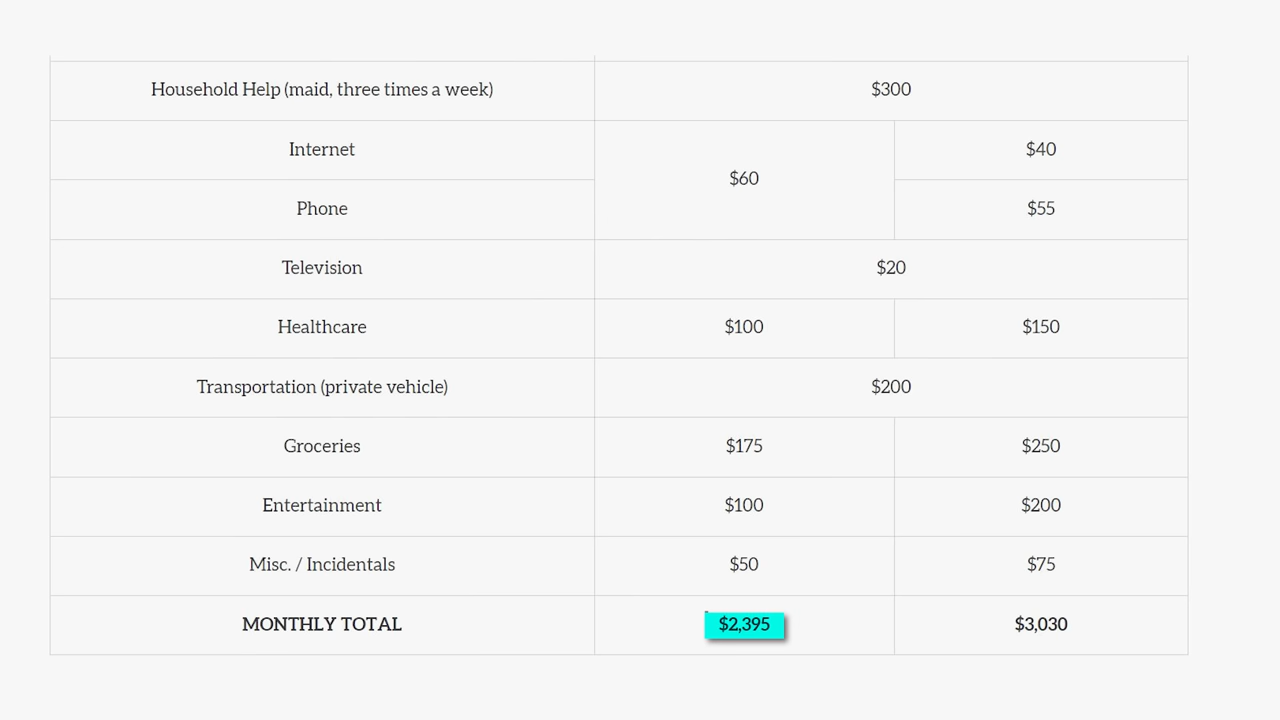 Household Help (maid, three times a week) $300
Internet $60 $40
Phone $55
Television $20
Healthcare $100 $150
Transportation (private vehicle) $200
Groceries $175 $250
Entertainment $100 $200
Misc. / Incidentals $50 $75
MONTHLY TOTAL $2,395 $3,030